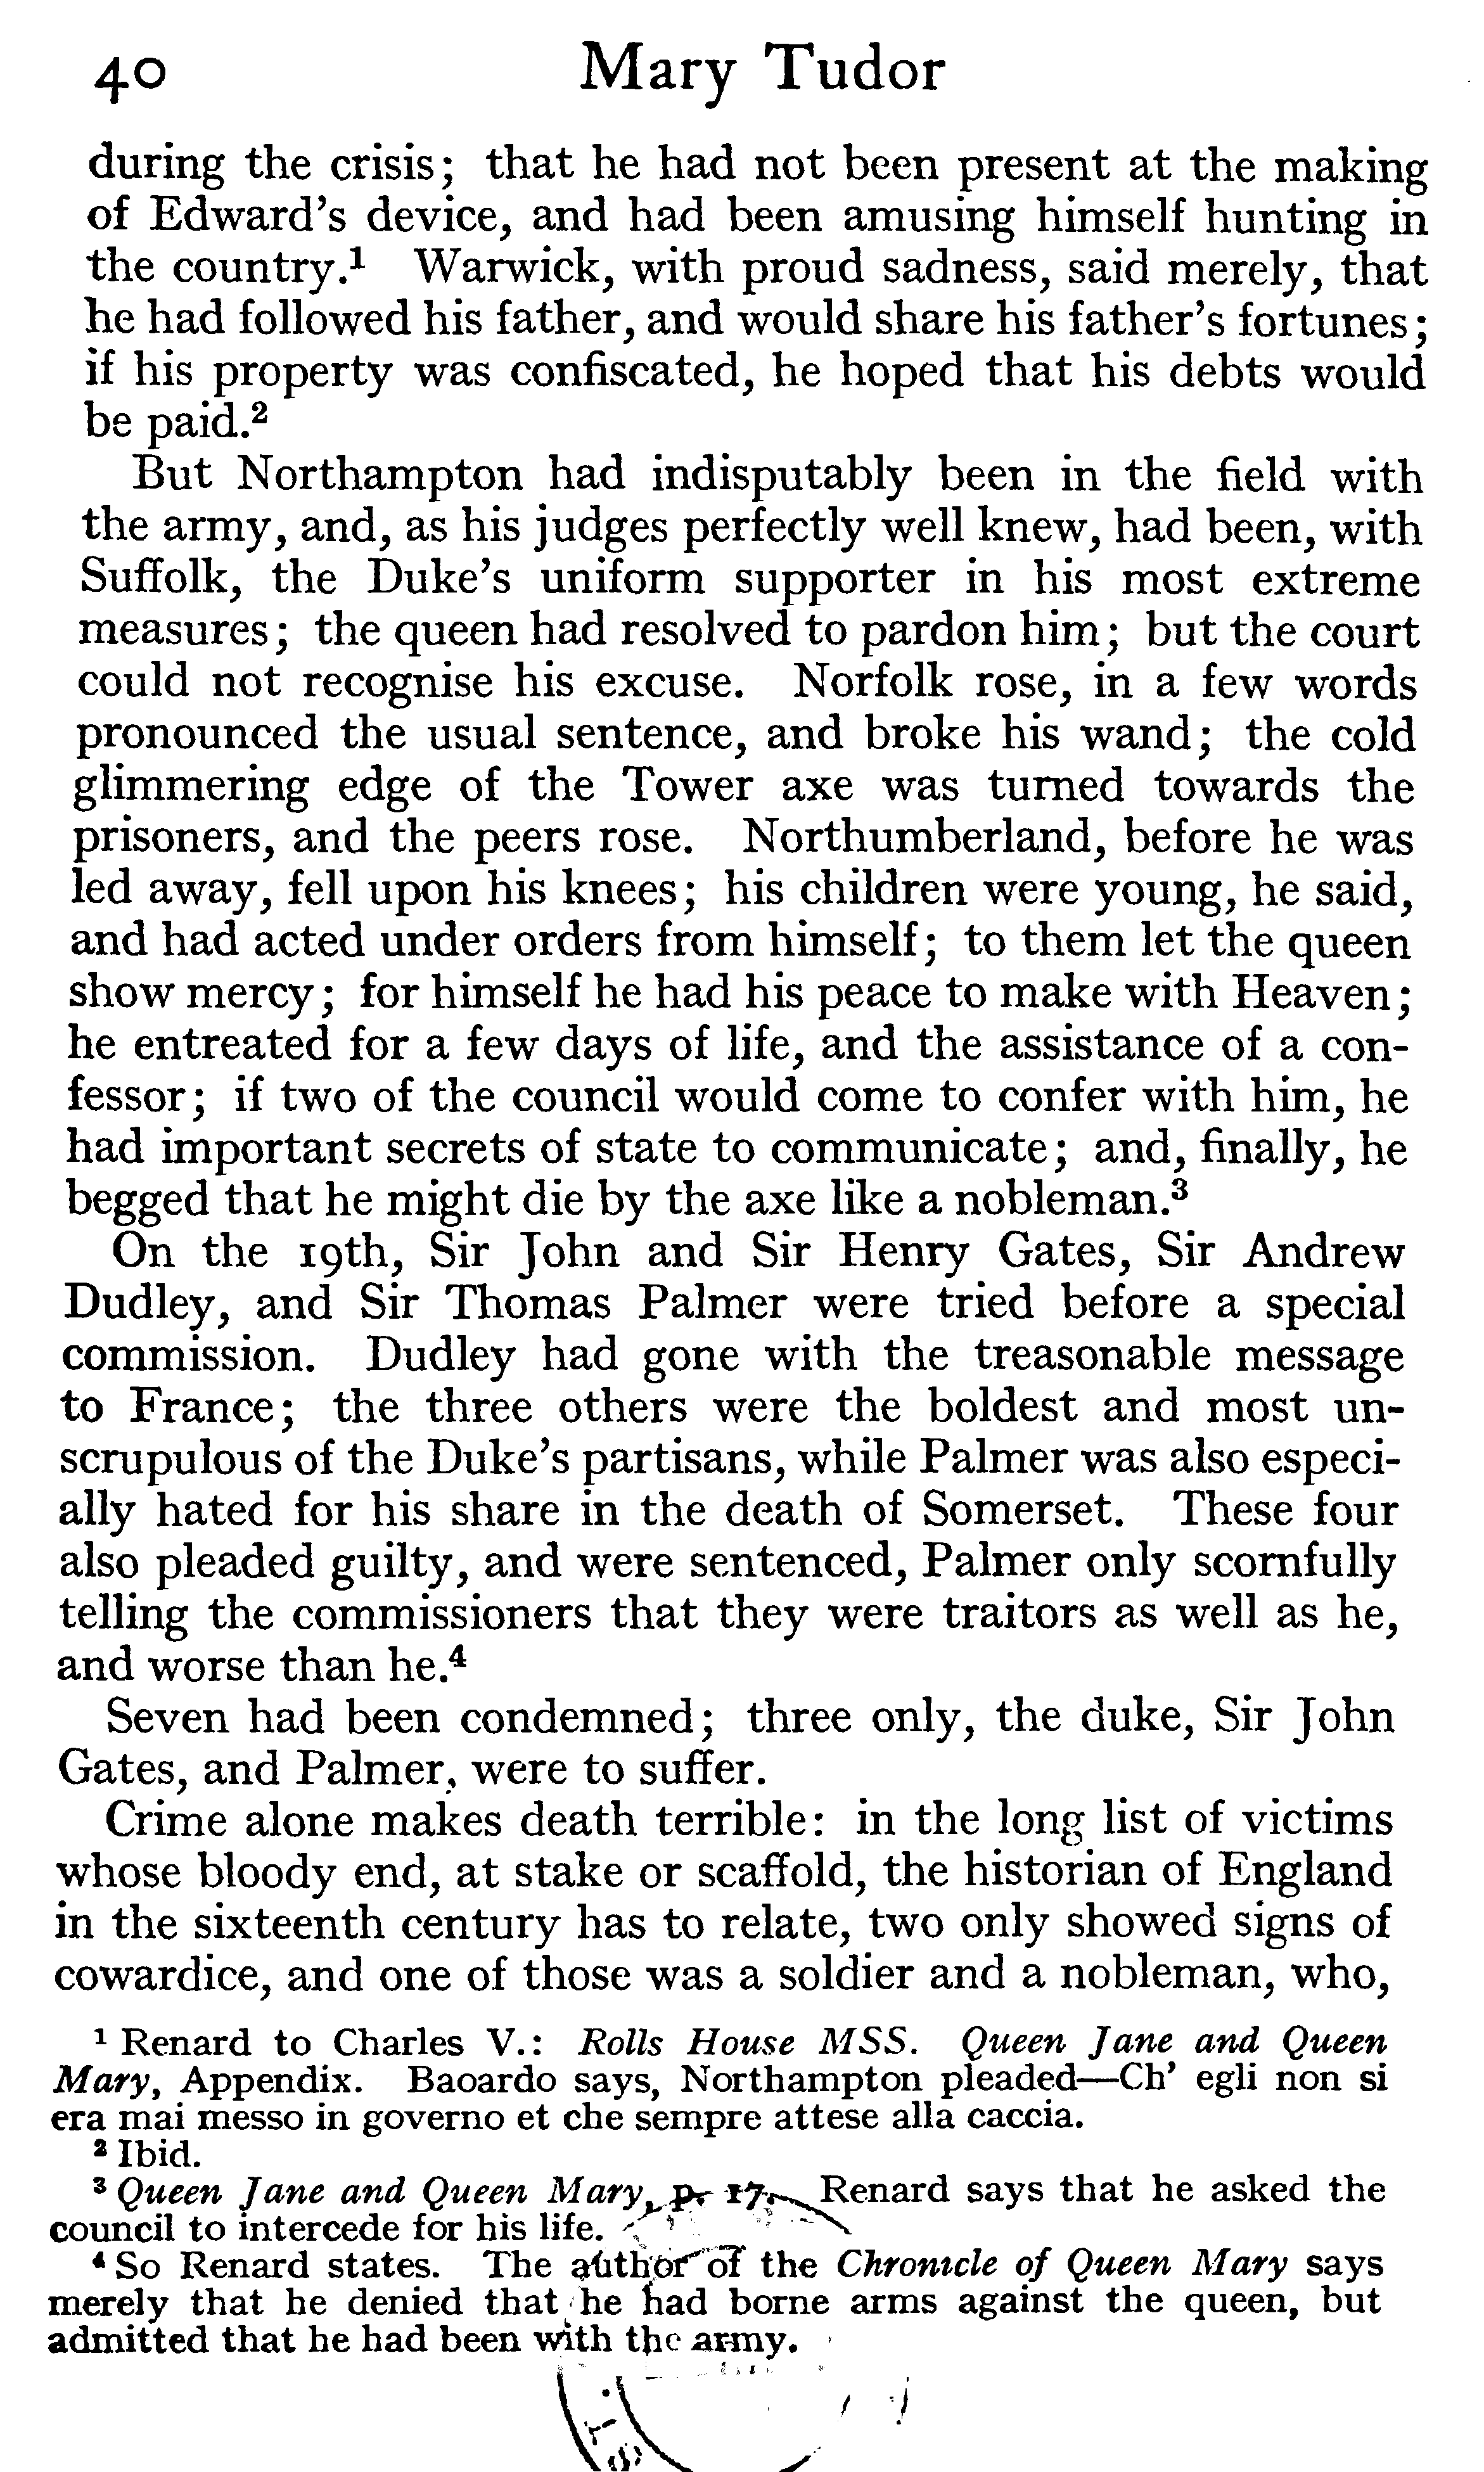 40 Mary Tudor
during the crisis; that he had not been present at the making
of Edward's device, and had been amusing himself hunting in
the country.¹ Warwick, with proud sadness, said merely, that
he had followed his father, and would share his father's fortunes;
if his property was confiscated, he hoped that his debts would
be paid.²
But Northampton had indisputably been in the field with
the army, and, as his judges perfectly well knew, had been, with
Suffolk, the Duke's uniform supporter in his most extreme
measures; the queen had resolved to pardon him; but the court
could not recognise his excuse. Norfolk rose, in a few words
pronounced the usual sentence, and broke his wand; the cold
glimmering edge of the Tower axe was turned towards the
prisoners, and the peers rose. Northumberland, before he was
led away, fell upon his knees; his children were young, he said,
and had acted under orders from himself; to them let the queen
show mercy; for himself he had his peace to make with Heaven;
he entreated for a few days of life, and the assistance of a con-
fessor; if two of the council would come to confer with him, he
had important secrets of state to communicate; and, finally, he
begged that he might die by the axe like a nobleman.³
On the 19th, Sir John and Sir Henry Gates, Sir Andrew
Dudley, and Sir Thomas Palmer were tried before a special
commission. Dudley had gone with the treasonable message
to France; the three others were the boldest and most un-
scrupulous of the Duke's partisans, while Palmer was also especi-
ally hated for his share in the death of Somerset. These four
also pleaded guilty, and were sentenced, Palmer only scornfully
telling the commissioners that they were traitors as well as he,
and worse than he.⁴
Seven had been condemned; three only, the duke, Sir John
Gates, and Palmer, were to suffer.
Crime alone makes death terrible: in the long list of victims
whose bloody end, at stake or scaffold, the historian of England
in the sixteenth century has to relate, two only showed signs of
cowardice, and one of those was a soldier and a nobleman, who,
¹ Renard to Charles V.: Rolls House MSS. Queen Jane and Queen
Mary, Appendix. Baoardo says, Northampton pleaded—Ch' egli non si
era mai messo in governo et che sempre attese alla caccia.
² Ibid.
³ Queen Jane and Queen Mary, p. 17. Renard says that he asked the
council to intercede for his life.
⁴ So Renard states. The author of the Chronicle of Queen Mary says
merely that he denied that he had borne arms against the queen, but
admitted that he had been with the army.